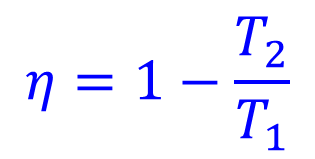 η = 1 − T₂/T₁